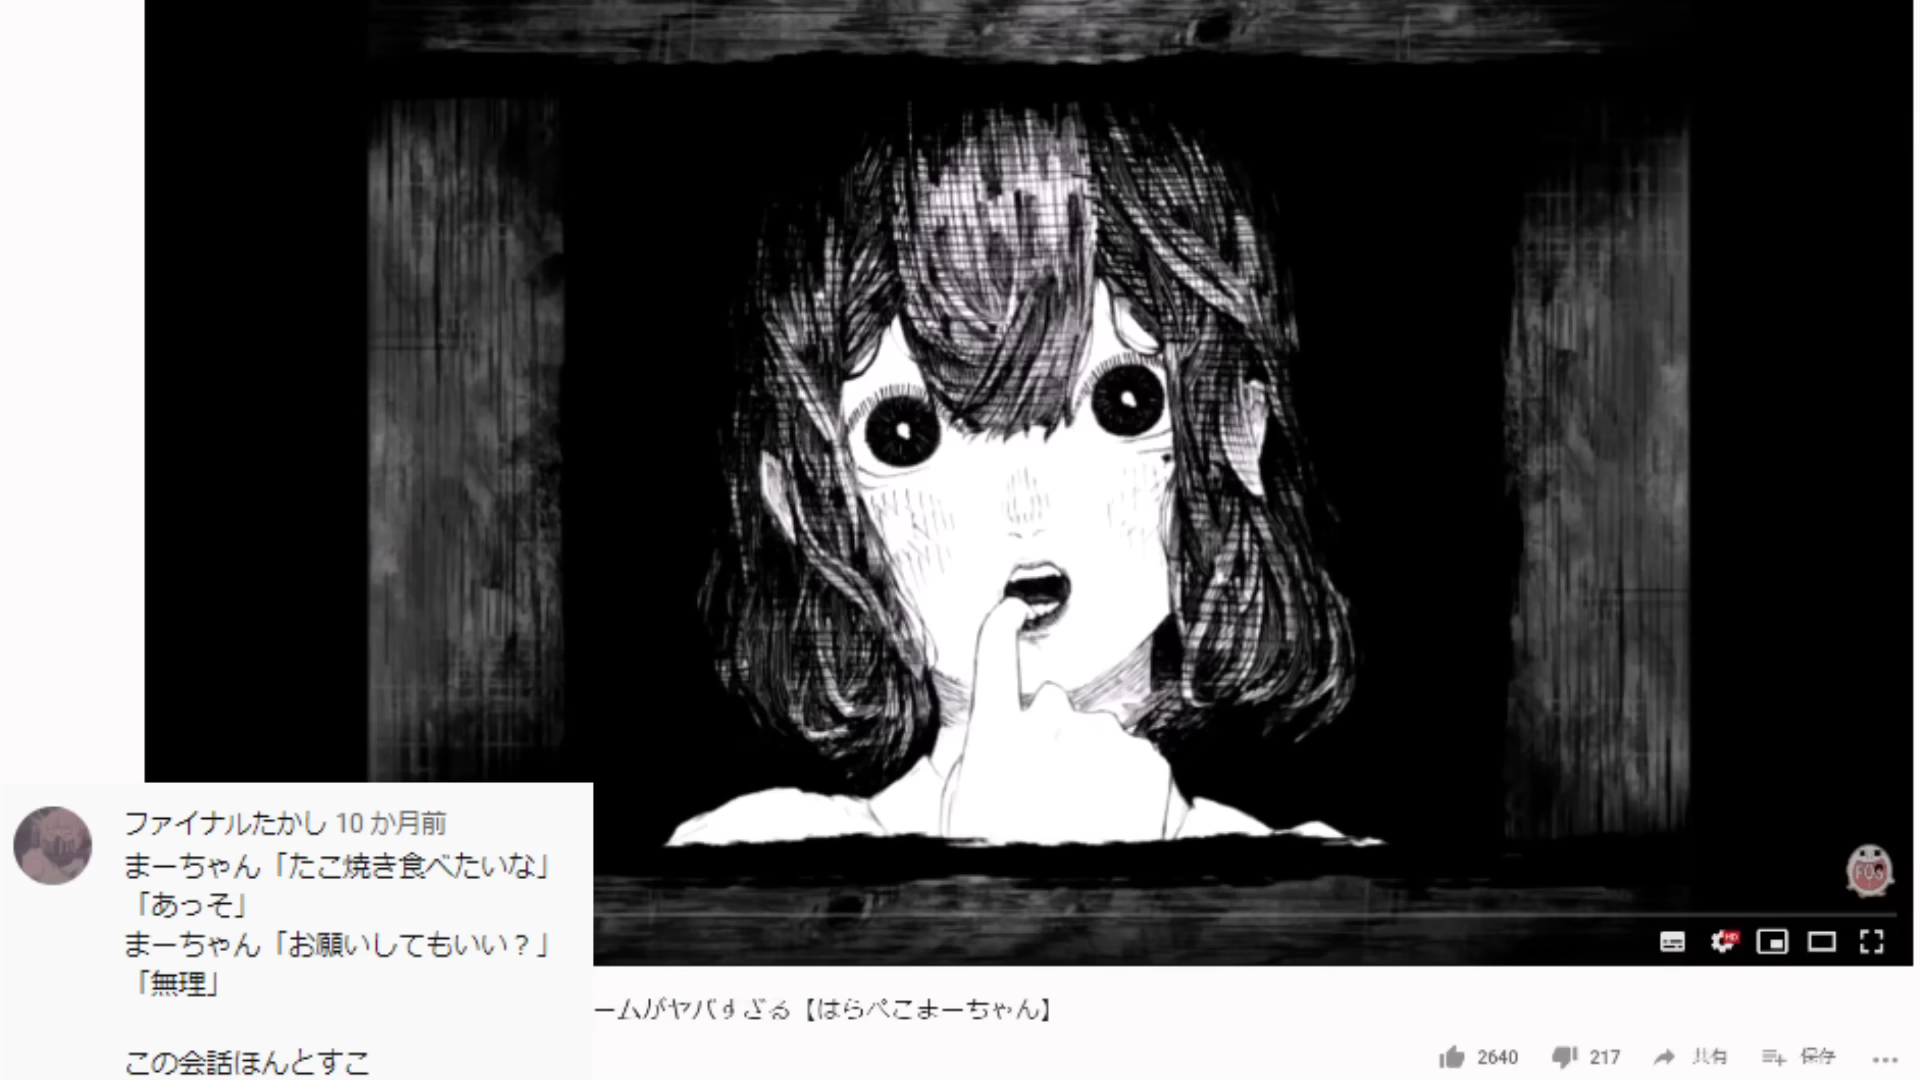 FOG
HD
ファイナルたかし 10 か月前
まーちゃん「たこ焼き食べたいな」
「あっそ」
まーちゃん「お願いしてもいい？」
「無理」
この会話ほんとすこ
ームがヤバすぎる【はらぺこまーちゃん】
2640 217 共有 保存